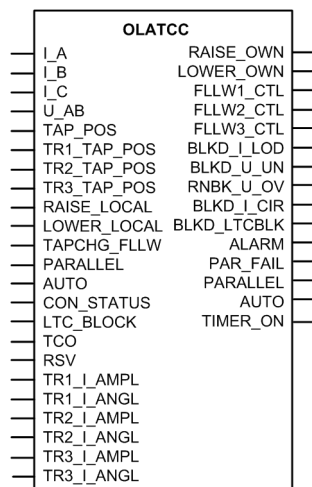 OLATCC
I_A RAISE_OWN
I_B LOWER_OWN
I_C FLLW1_CTL
U_AB FLLW2_CTL
TAP_POS FLLW3_CTL
TR1_TAP_POS BLKD_I_LOD
TR2_TAP_POS BLKD_U_UN
TR3_TAP_POS RNBK_U_OV
RAISE_LOCAL BLKD_I_CIR
LOWER_LOCAL BLKD_LTCBLK
TAPCHG_FLLW ALARM
PARALLEL PAR_FAIL
AUTO PARALLEL
CON_STATUS AUTO
LTC_BLOCK TIMER_ON
TCO
RSV
TR1_I_AMPL
TR1_I_ANGL
TR2_I_AMPL
TR2_I_ANGL
TR3_I_AMPL
TR3_I_ANGL